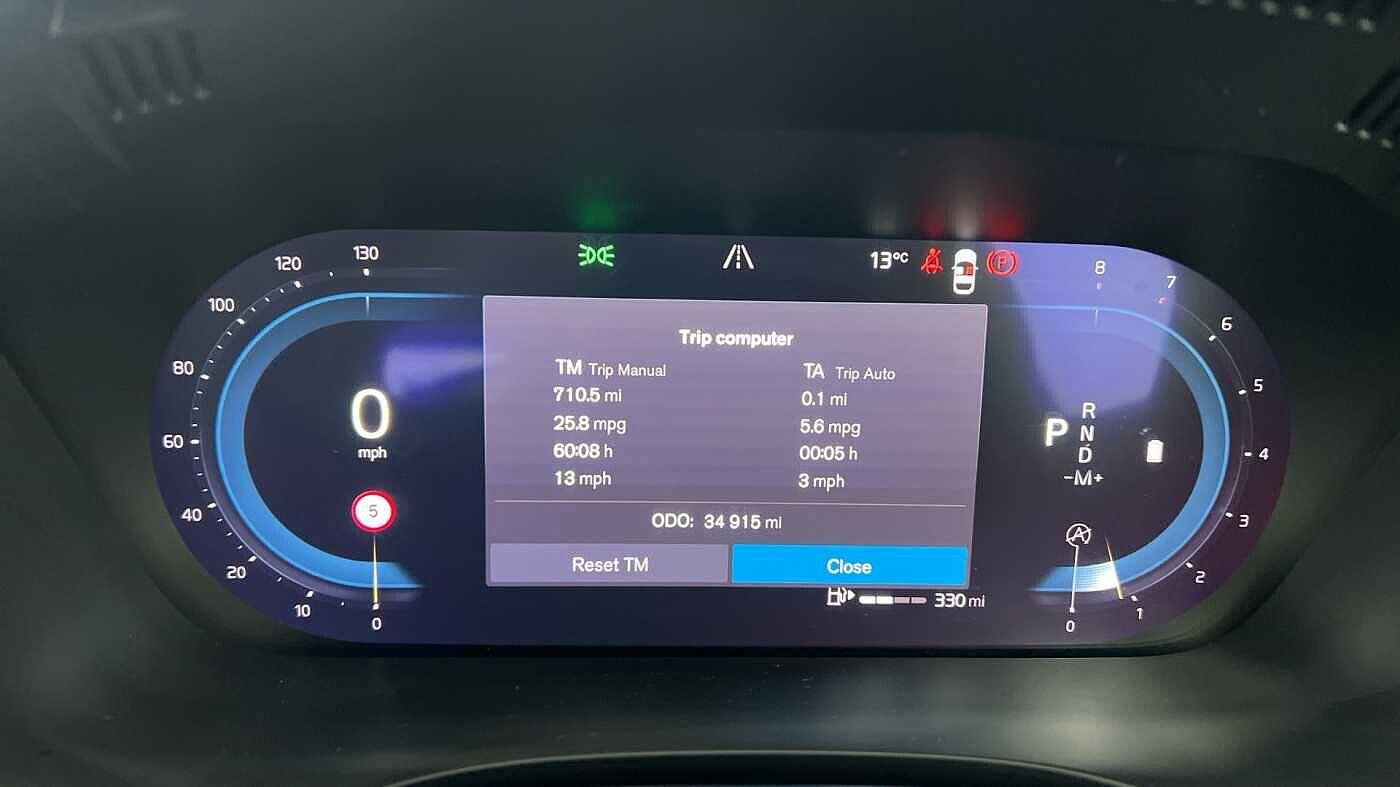 130
120
100
80
60
40
20
10
0
0
mph
5
13°C
P
Trip computer
TM Trip Manual
710.5 mi
25.8 mpg
60:08 h
13 mph
TA Trip Auto
0.1 mi
5.6 mpg
00:05 h
3 mph
ODO: 34 915 mi
Reset TM
Close
330 mi
P
R
N
D
-M+
A
8
7
6
5
4
3
2
1
0